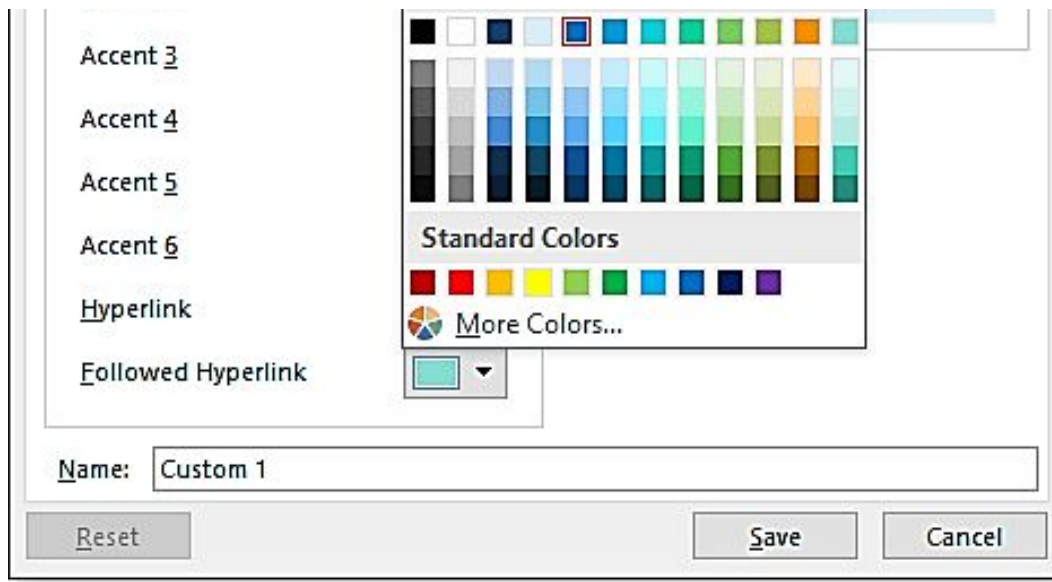 Accent 3
Accent 4
Accent 5
Accent 6
Standard Colors
Hyperlink
More Colors...
Followed Hyperlink
Name: Custom 1
Reset Save Cancel